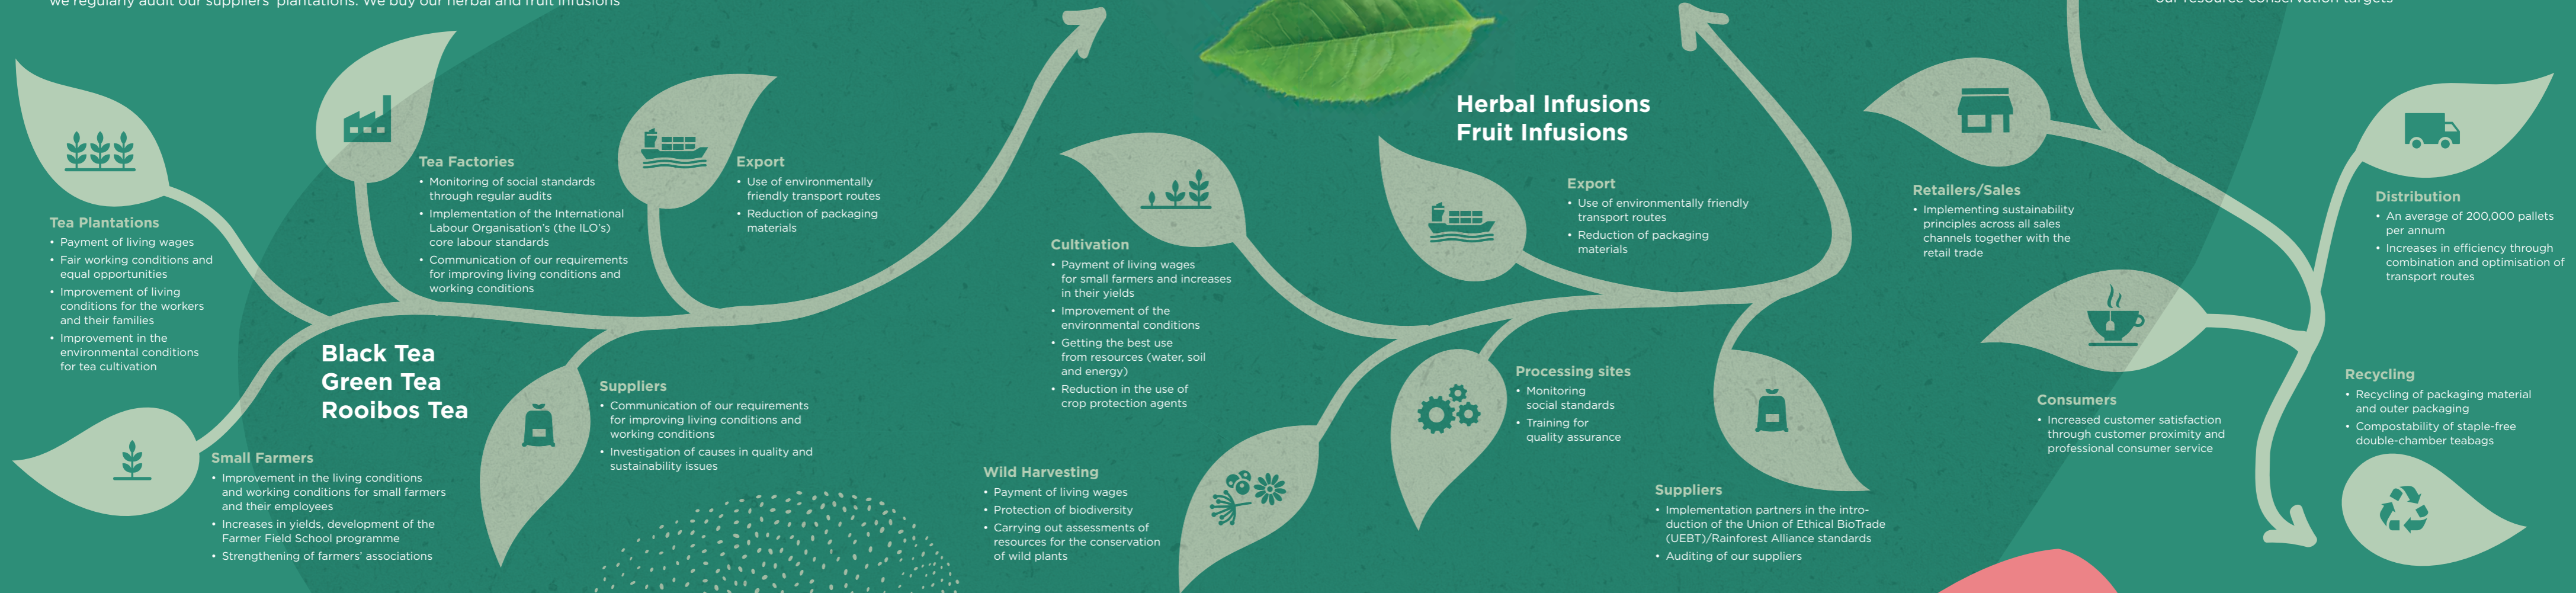 we regularly audit our suppliers' plantations. We buy our herbal and fruit infusions
our resource conservation targets
Tea Plantations
• Payment of living wages
• Fair working conditions and
equal opportunities
• Improvement of living
conditions for the workers
and their families
• Improvement in the
environmental conditions
for tea cultivation
Tea Factories
• Monitoring of social standards
through regular audits
• Implementation of the International
Labour Organisation's (the ILO's)
core labour standards
• Communication of our requirements
for improving living conditions and
working conditions
Export
• Use of environmentally
friendly transport routes
• Reduction of packaging
materials
Black Tea
Green Tea
Rooibos Tea
Small Farmers
• Improvement in the living conditions
and working conditions for small farmers
and their employees
• Increases in yields, development of the
Farmer Field School programme
• Strengthening of farmers' associations
Suppliers
• Communication of our requirements
for improving living conditions and
working conditions
• Investigation of causes in quality and
sustainability issues
Herbal Infusions
Fruit Infusions
Cultivation
• Payment of living wages
for small farmers and increases
in their yields
• Improvement of the
environmental conditions
• Getting the best use
from resources (water, soil
and energy)
• Reduction in the use of
crop protection agents
Export
• Use of environmentally friendly
transport routes
• Reduction of packaging
materials
Wild Harvesting
• Payment of living wages
• Protection of biodiversity
• Carrying out assessments of
resources for the conservation
of wild plants
Processing sites
• Monitoring
social standards
• Training for
quality assurance
Suppliers
• Implementation partners in the intro-
duction of the Union of Ethical BioTrade
(UEBT)/Rainforest Alliance standards
• Auditing of our suppliers
Retailers/Sales
• Implementing sustainability
principles across all sales
channels together with the
retail trade
Distribution
• An average of 200,000 pallets
per annum
• Increases in efficiency through
combination and optimisation of
transport routes
Consumers
• Increased customer satisfaction
through customer proximity and
professional consumer service
Recycling
• Recycling of packaging material
and outer packaging
• Compostability of staple-free
double-chamber teabags